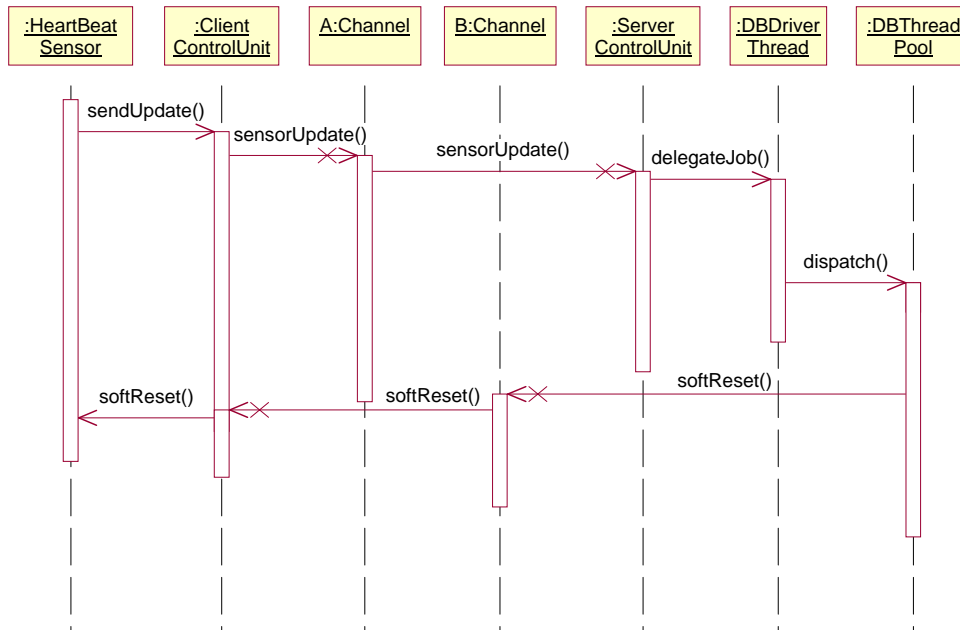 :HeartBeat
Sensor
:Client
ControlUnit
A:Channel
B:Channel
:Server
ControlUnit
:DBDriver
Thread
:DBThread
Pool
sendUpdate()
sensorUpdate()
sensorUpdate()
delegateJob()
dispatch()
softReset()
softReset()
softReset()